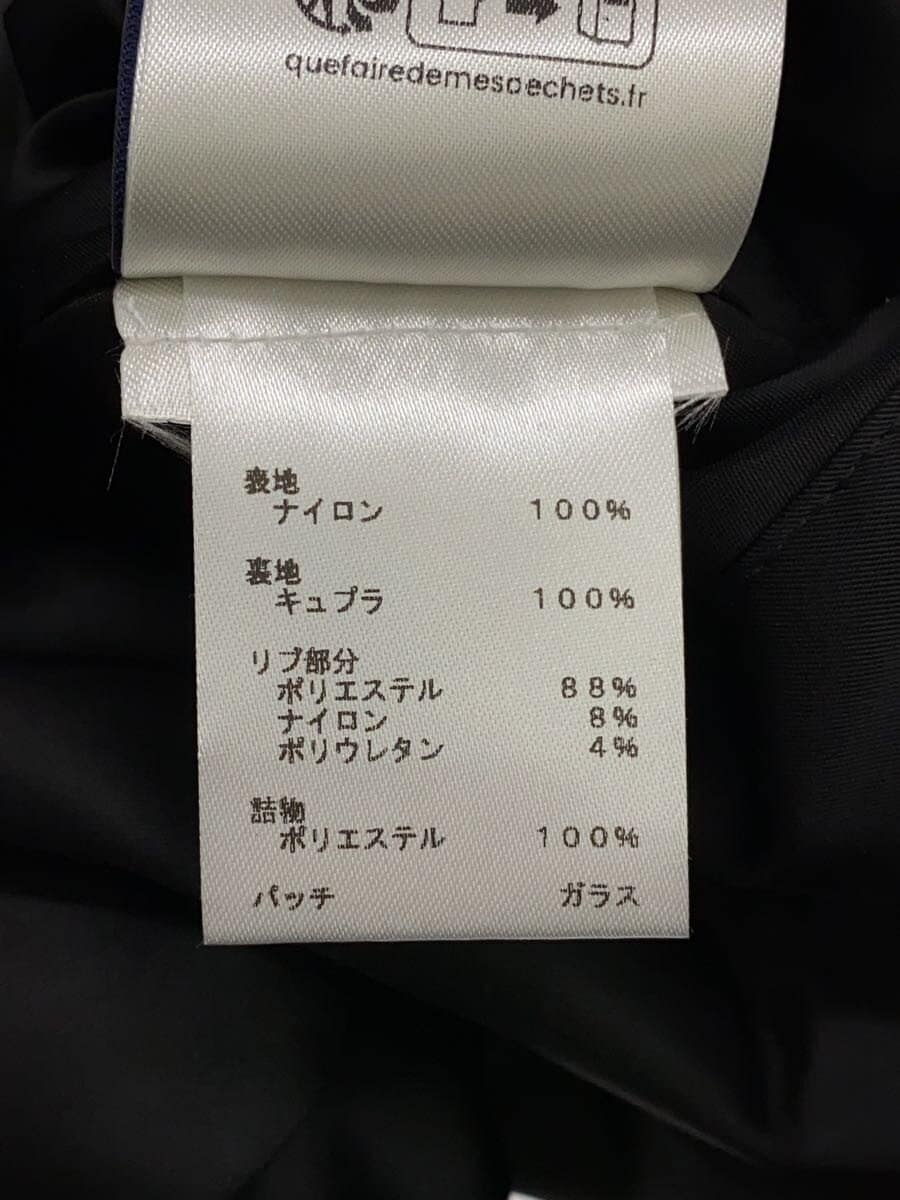 quefairedemesdechets.fr
表地
ナイロン 100%
裏地
キュプラ 100%
リブ部分
ポリエステル 88%
ナイロン 8%
ポリウレタン 4%
詰物
ポリエステル 100%
パッチ ガラス